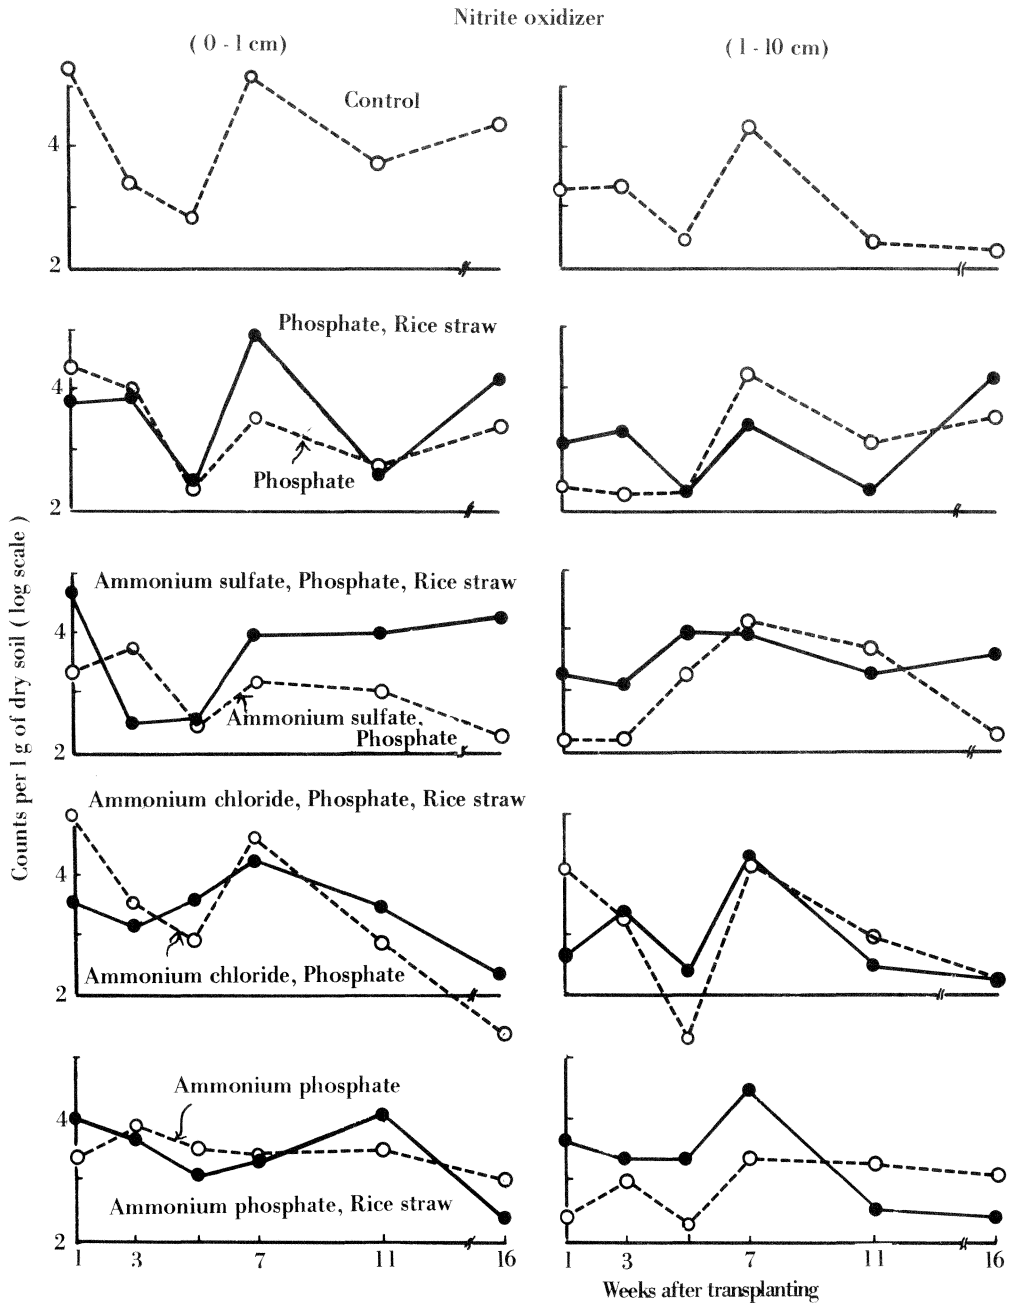 Nitrite oxidizer
( 0 - 1 cm)
( 1 - 10 cm)
Control
4
2
Phosphate, Rice straw
4
Phosphate
2
Ammonium sulfate, Phosphate, Rice straw
4
Ammonium sulfate,
Phosphate
2
Counts per 1 g of dry soil ( log scale )
Ammonium chloride, Phosphate, Rice straw
4
Ammonium chloride, Phosphate
2
Ammonium phosphate
4
Ammonium phosphate, Rice straw
2
1 3 7 11 16
1 3 7 11 16
Weeks after transplanting